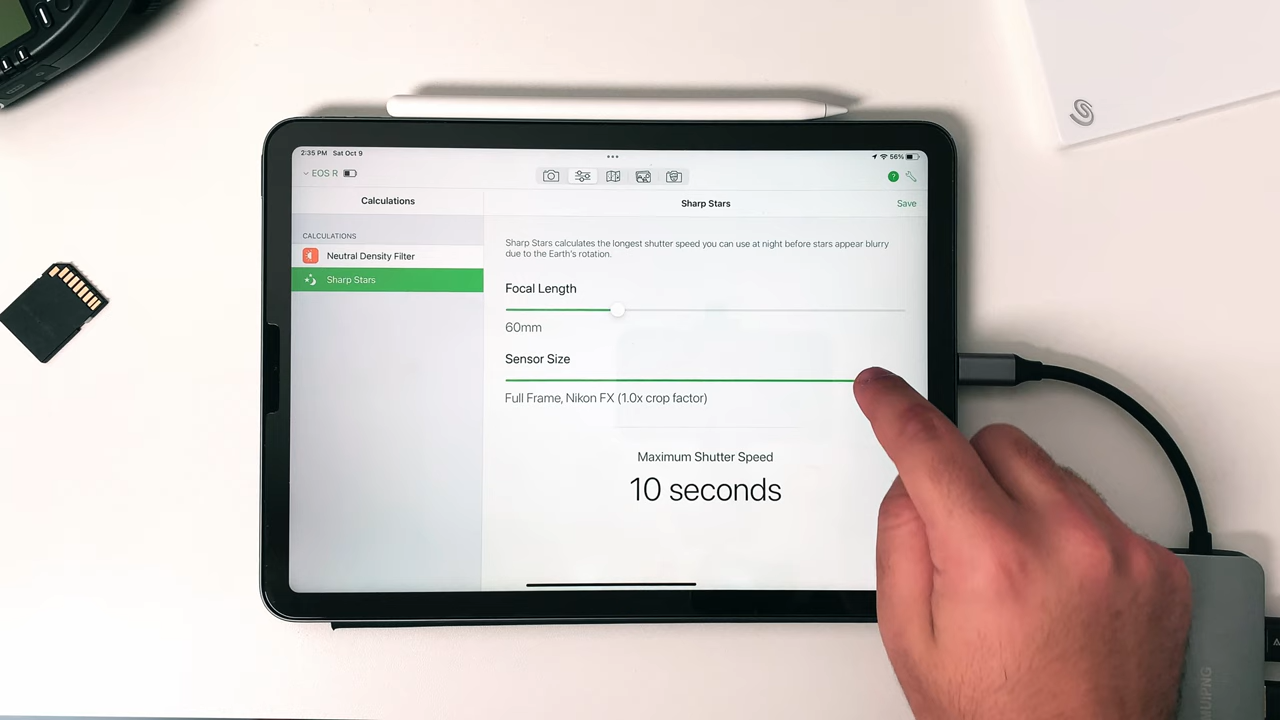 2:35 PM Sat Oct 9
56%
EOS R
Calculations
Sharp Stars
Save
CALCULATIONS
Neutral Density Filter
Sharp Stars
Sharp Stars calculates the longest shutter speed you can use at night before stars appear blurry
due to the Earth's rotation.
Focal Length
60mm
Sensor Size
Full Frame, Nikon FX (1.0x crop factor)
Maximum Shutter Speed
10 seconds